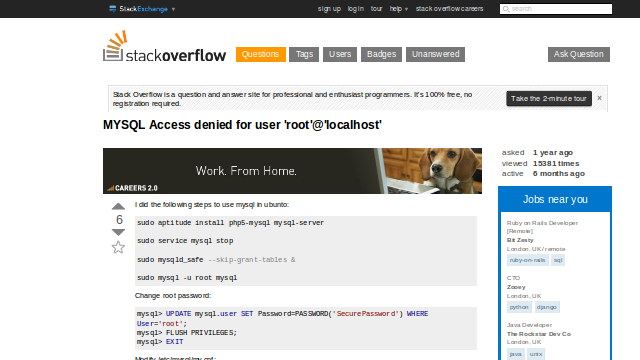 StackExchange
sign up log in tour help stack overflow careers search
stackoverflow Questions Tags Users Badges Unanswered Ask Question
Stack Overflow is a question and answer site for professional and enthusiast programmers. It's 100% free, no
registration required.
Take the 2-minute tour ×
MYSQL Access denied for user 'root'@'localhost'
Work. From Home.
CAREERS 2.0
6
I did the following steps to use mysql in ubunto:
sudo aptitude install php5-mysql mysql-server
sudo service mysql stop
sudo mysqld_safe --skip-grant-tables &
sudo mysql -u root mysql
Change root password:
mysql> UPDATE mysql.user SET Password=PASSWORD('SecurePassword') WHERE
User='root';
mysql> FLUSH PRIVILEGES;
mysql> EXIT
Modify /etc/mysql/my.cnf:
asked 1 year ago
viewed 15381 times
active 6 months ago
Jobs near you
Ruby on Rails Developer
[Remote]
Bit Zesty
London, UK / remote
ruby-on-rails sql
CTO
Zooey
London, UK
python django
Java Developer
The Rockstar Dev Co
London, UK
java unix